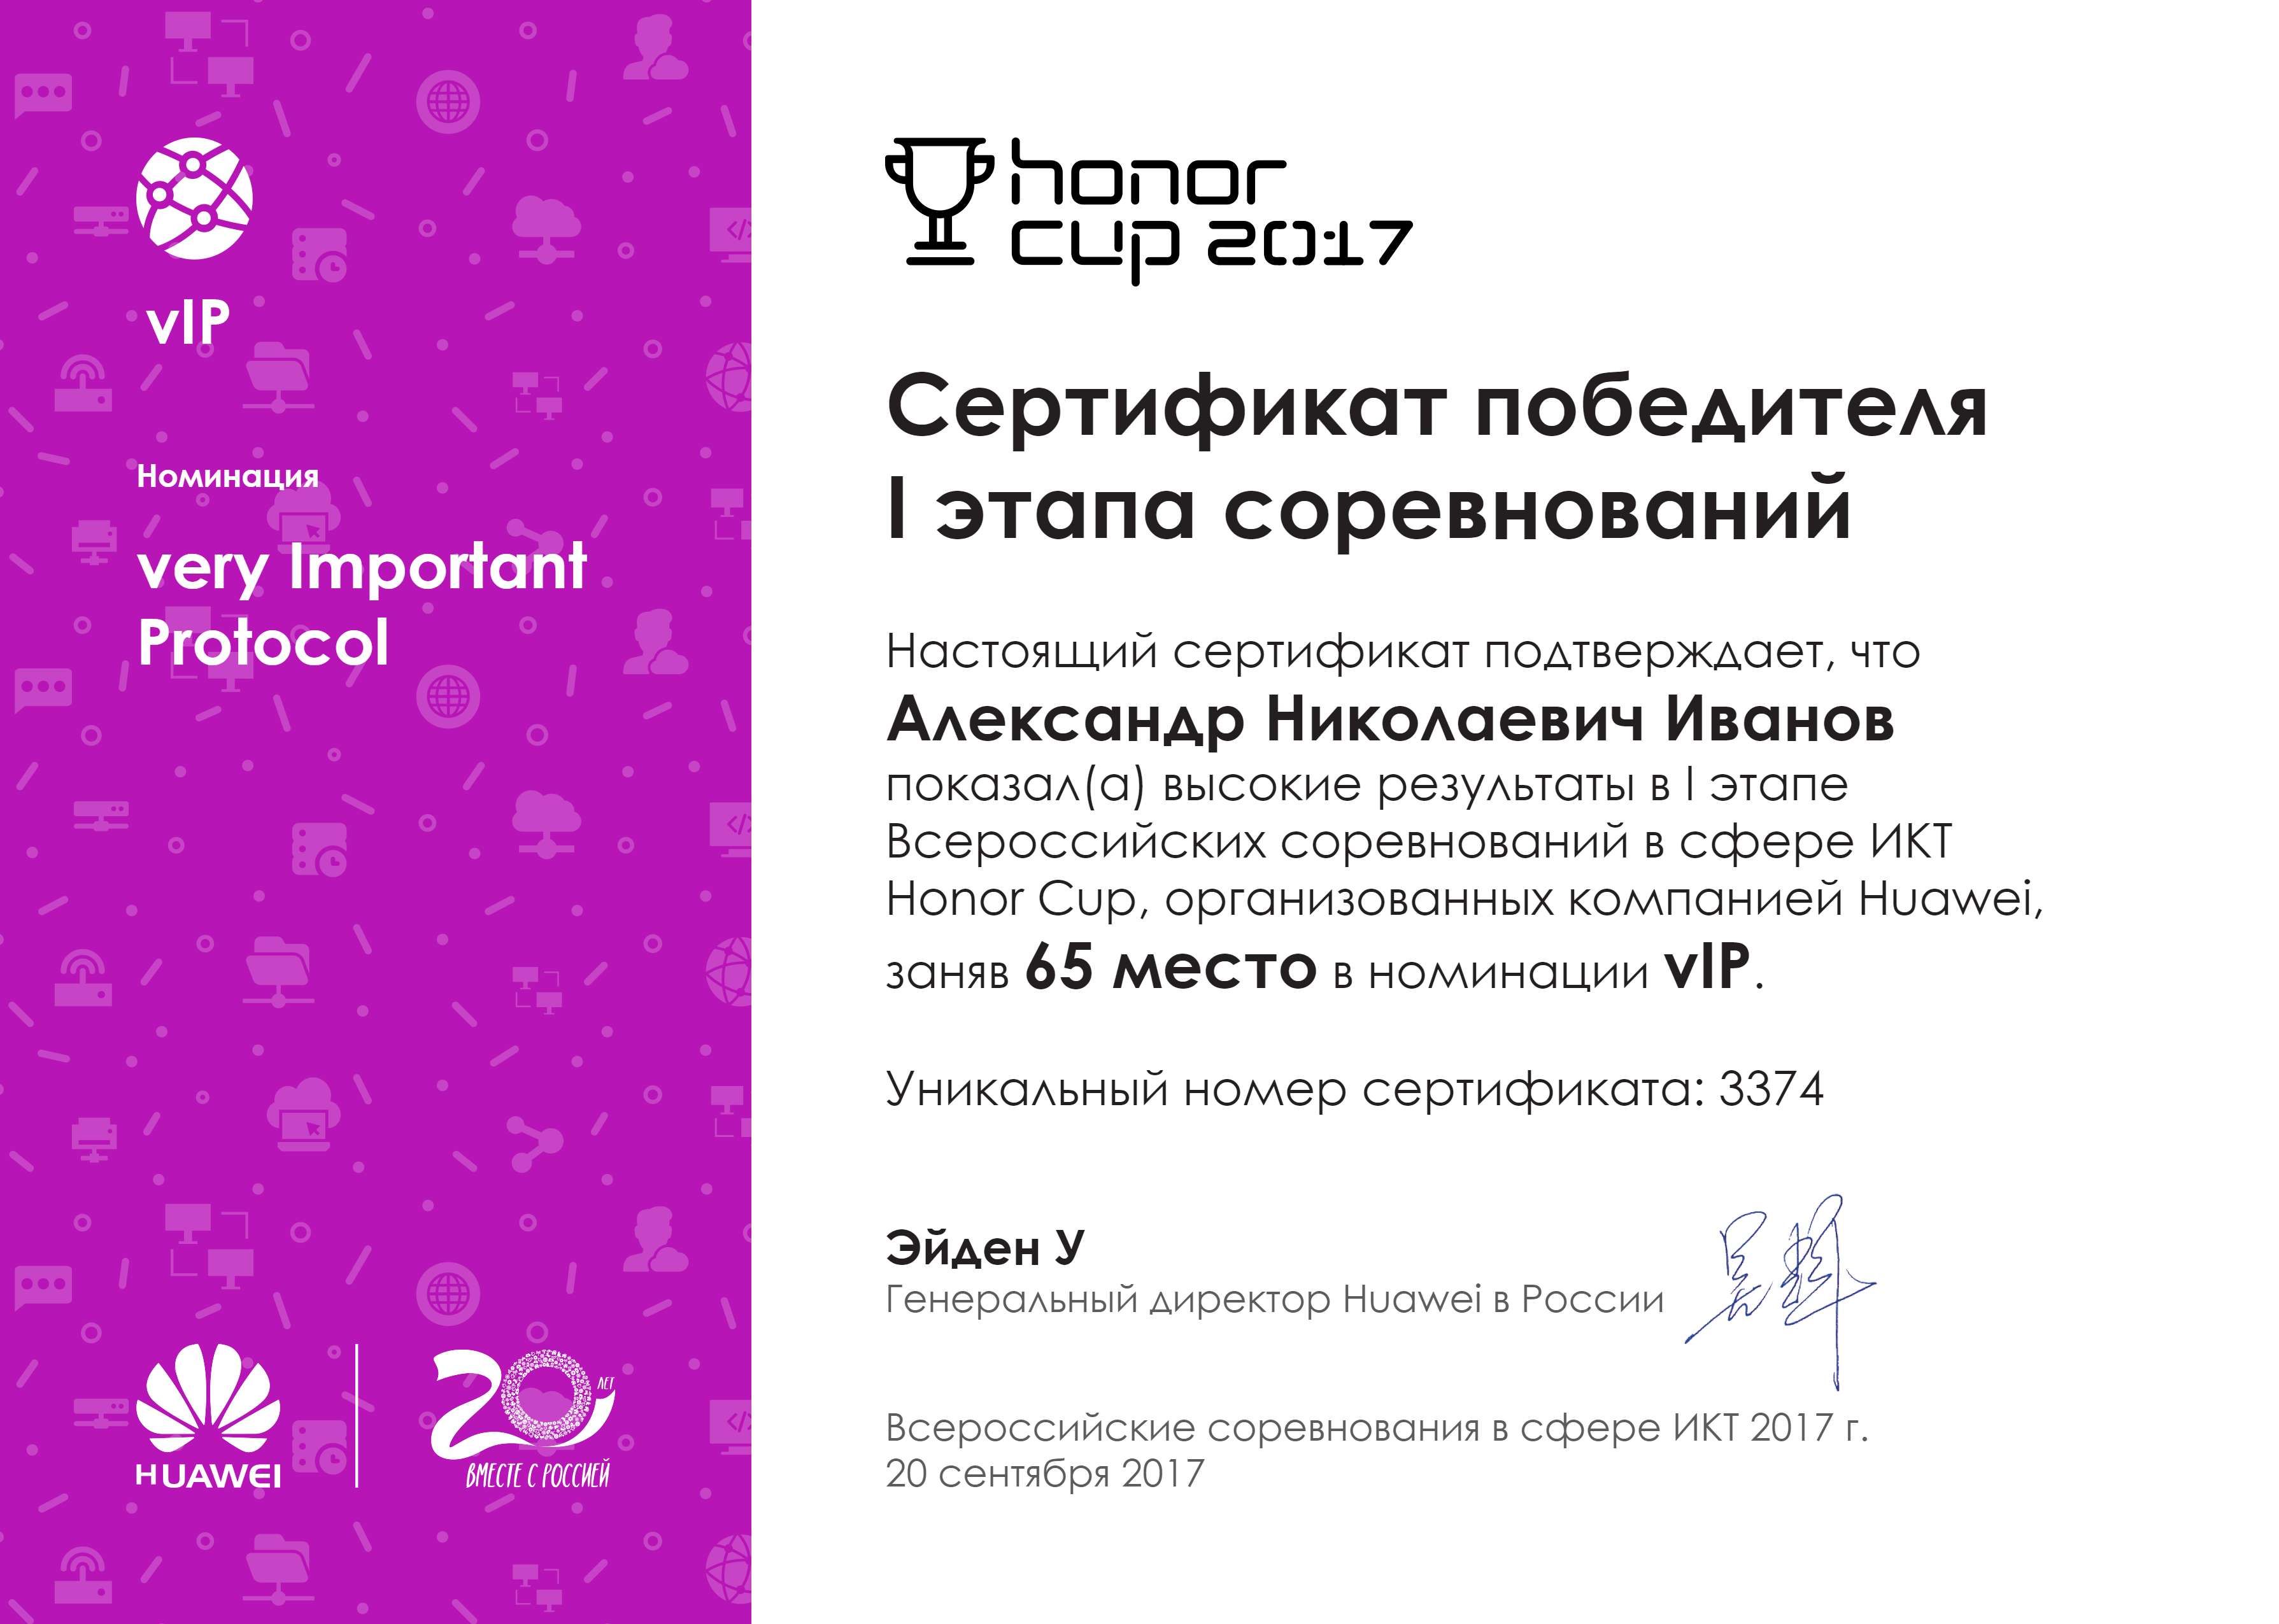 vIP
Номинация
very Important
Protocol
HUAWEI
20 ЛЕТ
ВМЕСТЕ С РОССИЕЙ
honor
cup 2017
Сертификат победителя
I этапа соревнований
Настоящий сертификат подтверждает, что
Александр Николаевич Иванов
показал(а) высокие результаты в I этапе
Всероссийских соревнований в сфере ИКТ
Honor Cup, организованных компанией Huawei,
заняв 65 место в номинации vIP.
Уникальный номер сертификата: 3374
Эйден У
Генеральный директор Huawei в России
Всероссийские соревнования в сфере ИКТ 2017 г.
20 сентября 2017